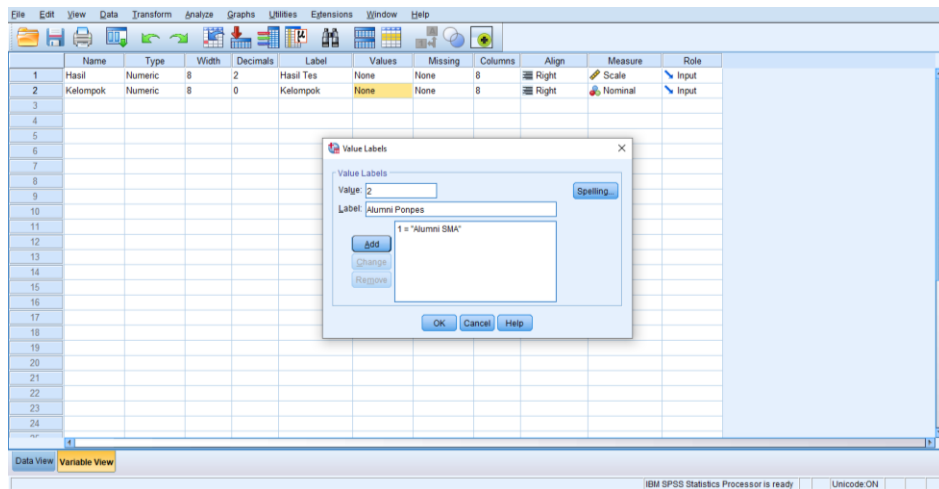 File Edit View Data Transform Analyze Graphs Utilities Extensions Window Help
Name Type Width Decimals Label Values Missing Columns Align Measure Role
1 Hasil Numeric 8 2 Hasil Tes None None 8 Right Scale Input
2 Kelompok Numeric 8 0 Kelompok None None 8 Right Nominal Input
3
4
5
6
7
8
9
10
11
12
13
14
15
16
17
18
19
20
21
22
23
24
Value Labels
Value Labels
Value: 2
Spelling...
Label: Alumni Ponpes
1 = "Alumni SMA"
Add
Change
Remove
OK Cancel Help
Data View Variable View
IBM SPSS Statistics Processor is ready Unicode:ON